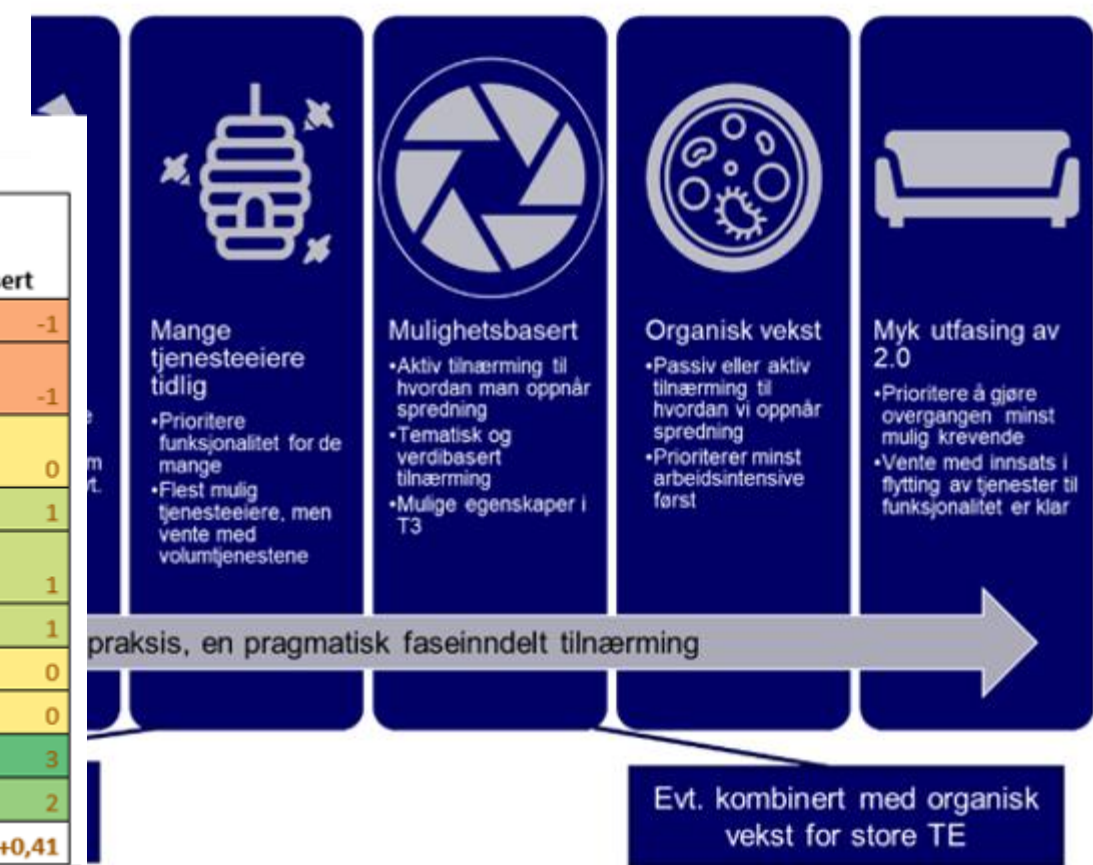 ert
-1
-1
0
1
1
1
0
0
3
2
+0,41
Mange
tjenesteeiere
tidlig
•Prioritere
funksjonalitet for de
mange
•Flest mulig
tjenesteeiere, men
vente med
volumtjenestene
Mulighetsbasert
•Aktiv tilnærming til
hvordan man oppnår
spredning
•Tematisk og
verdibasert
tilnærming
•Mulige egenskaper i
T3
Organisk vekst
•Passiv eller aktiv
tilnærming til
hvordan vi oppnår
spredning
•Prioriterer minst
arbeidsintensive
først
Myk utfasing av
2.0
•Prioritere å gjøre
overgangen minst
mulig krevende
•Vente med innsats i
flytting av tjenester til
funksjonalitet er klar
praksis, en pragmatisk faseinndelt tilnærming
Evt. kombinert med organisk
vekst for store TE